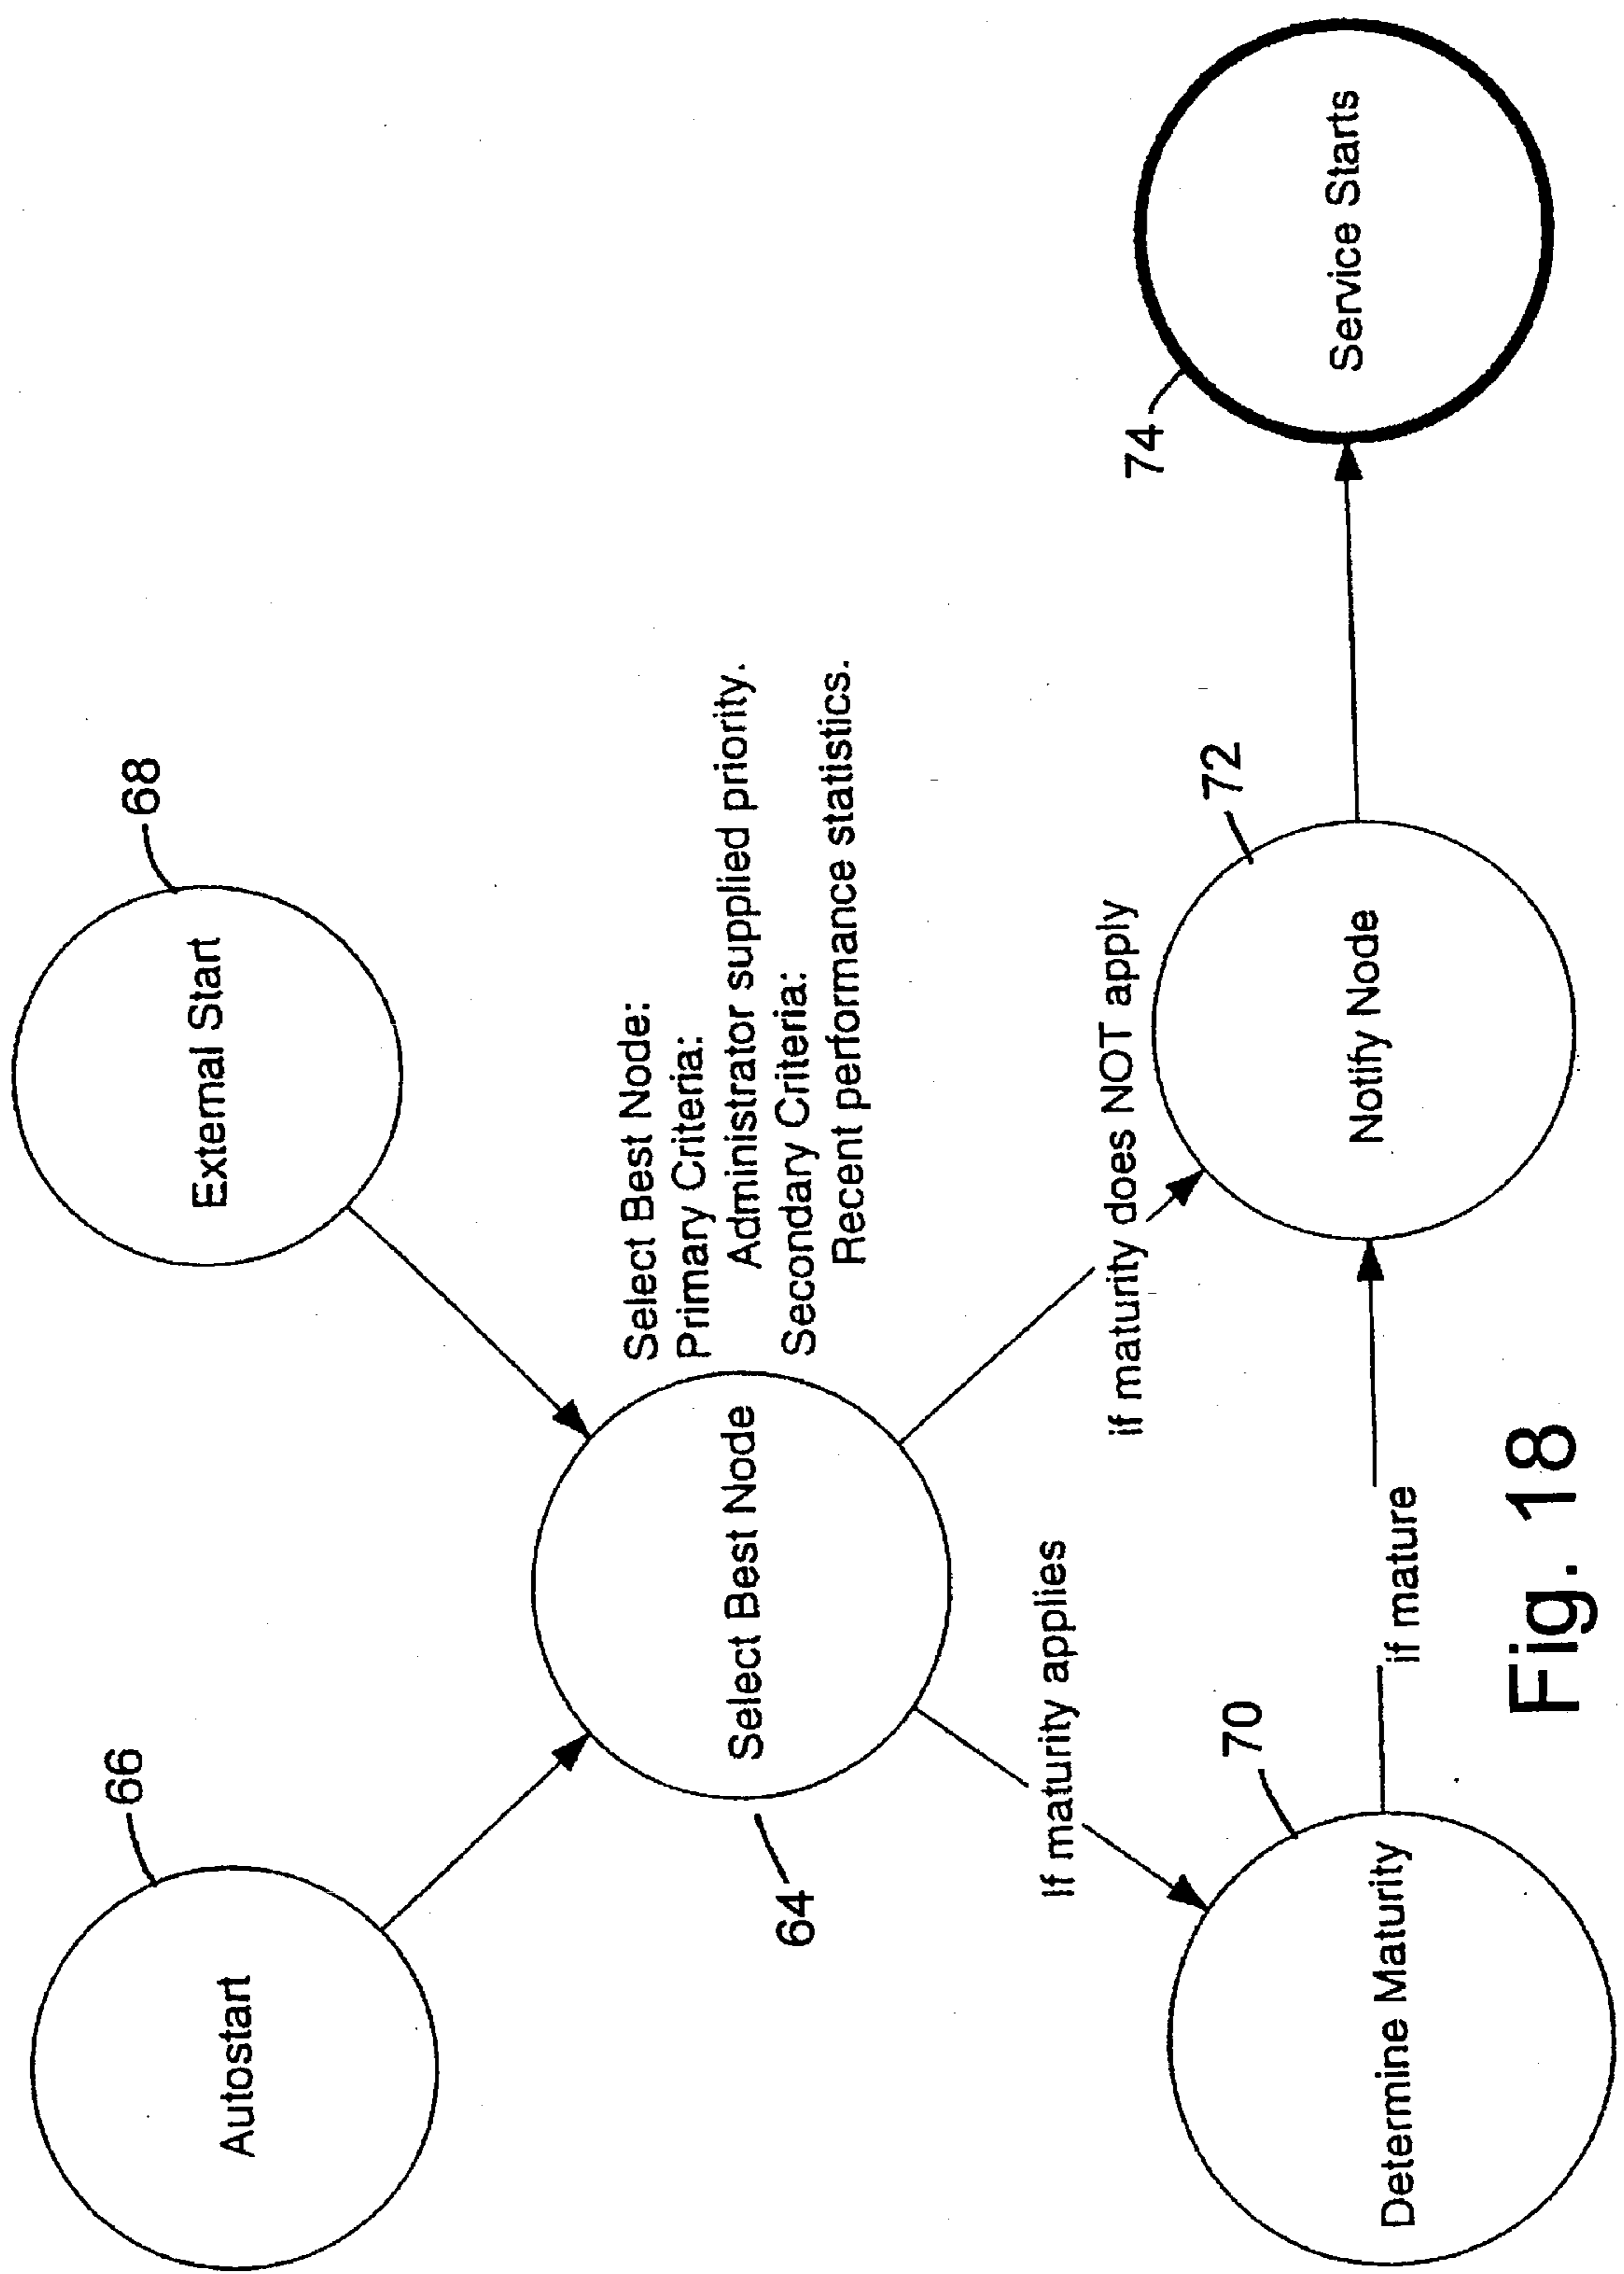 66
Autostart
68
External Start
Select Best Node
64
Select Best Node:
Primary Criteria:
Administrator supplied priority.
Secondary Criteria:
Recent performance statistics.
If maturity applies
if maturity does NOT apply
70
Determine Maturity
if mature
72
Notify Node
74
Service Starts
Fig. 18